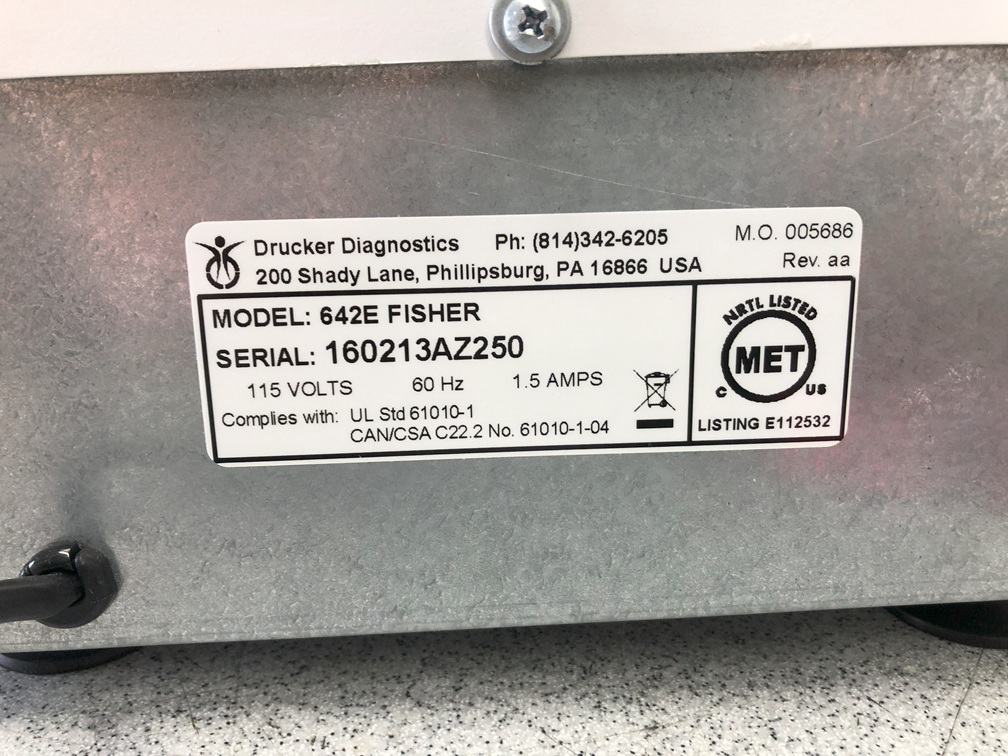 Drucker Diagnostics Ph: (814)342-6205
200 Shady Lane, Phillipsburg, PA 16866 USA
M.O. 005686
Rev. aa
MODEL: 642E FISHER
SERIAL: 160213AZ250
115 VOLTS 60 Hz 1.5 AMPS
Complies with: UL Std 61010-1
CAN/CSA C22.2 No. 61010-1-04
NRTL LISTED
MET
C US
LISTING E112532